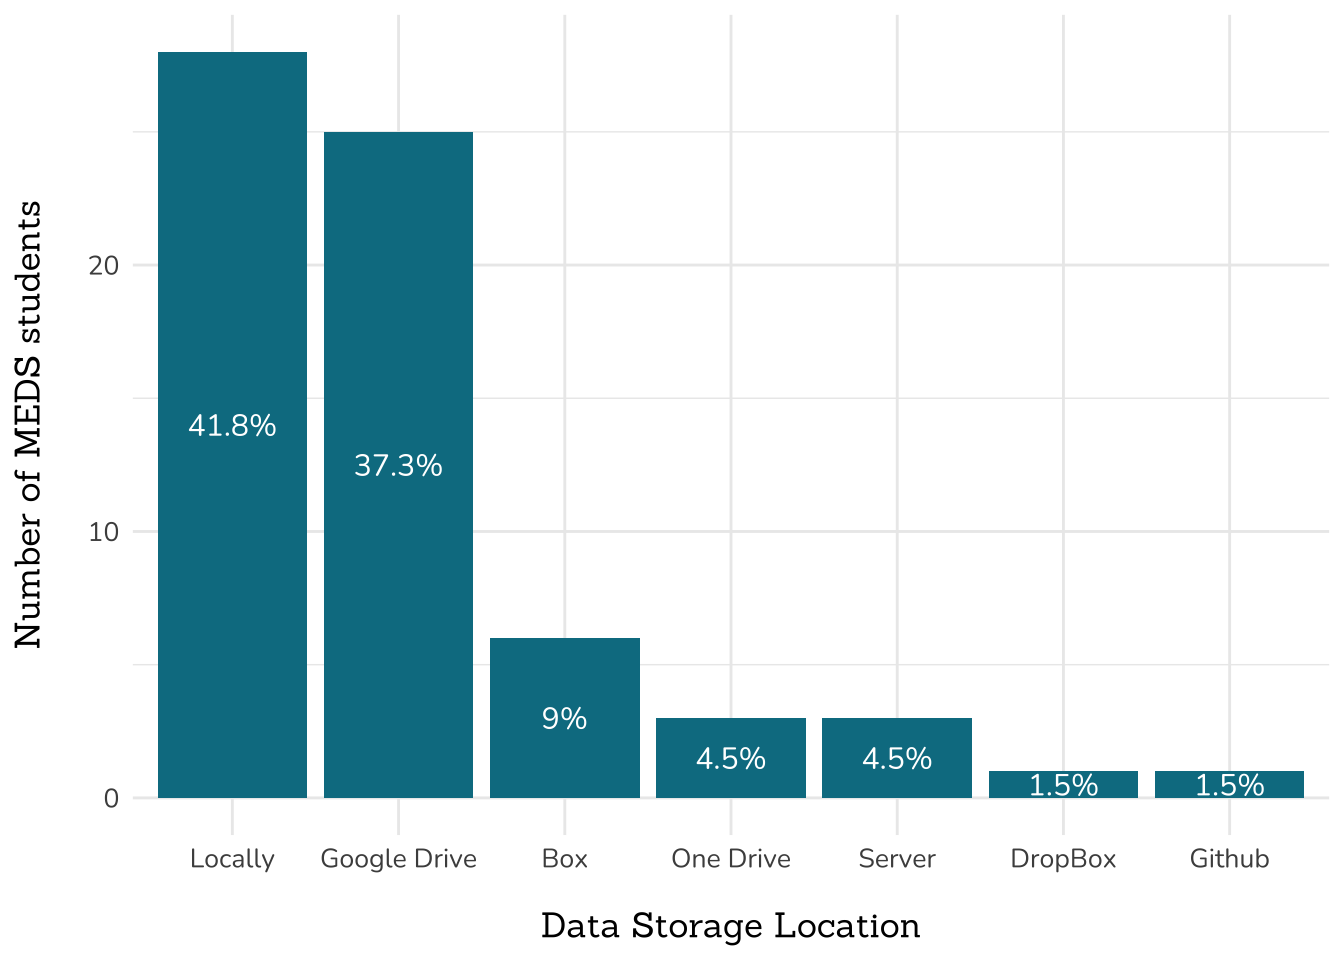 Number of MEDS students
20
10
0
41.8%
37.3%
9%
4.5%
4.5%
1.5%
1.5%
Locally
Google Drive
Box
One Drive
Server
DropBox
Github
Data Storage Location